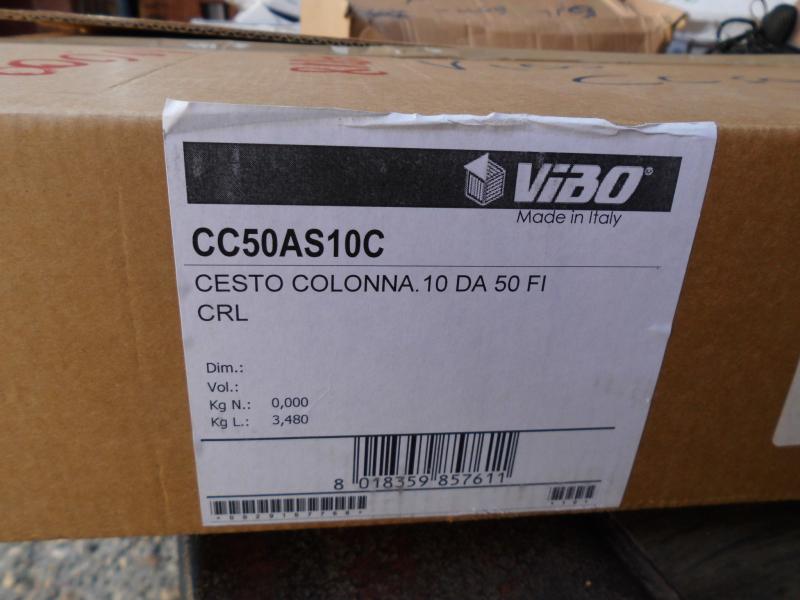 ViBO®
Made in Italy
CC50AS10C
CESTO COLONNA.10 DA 50 FI
CRL
Dim.:
Vol.:
Kg N.: 0,000
Kg L.: 3,480
8 018359 857611